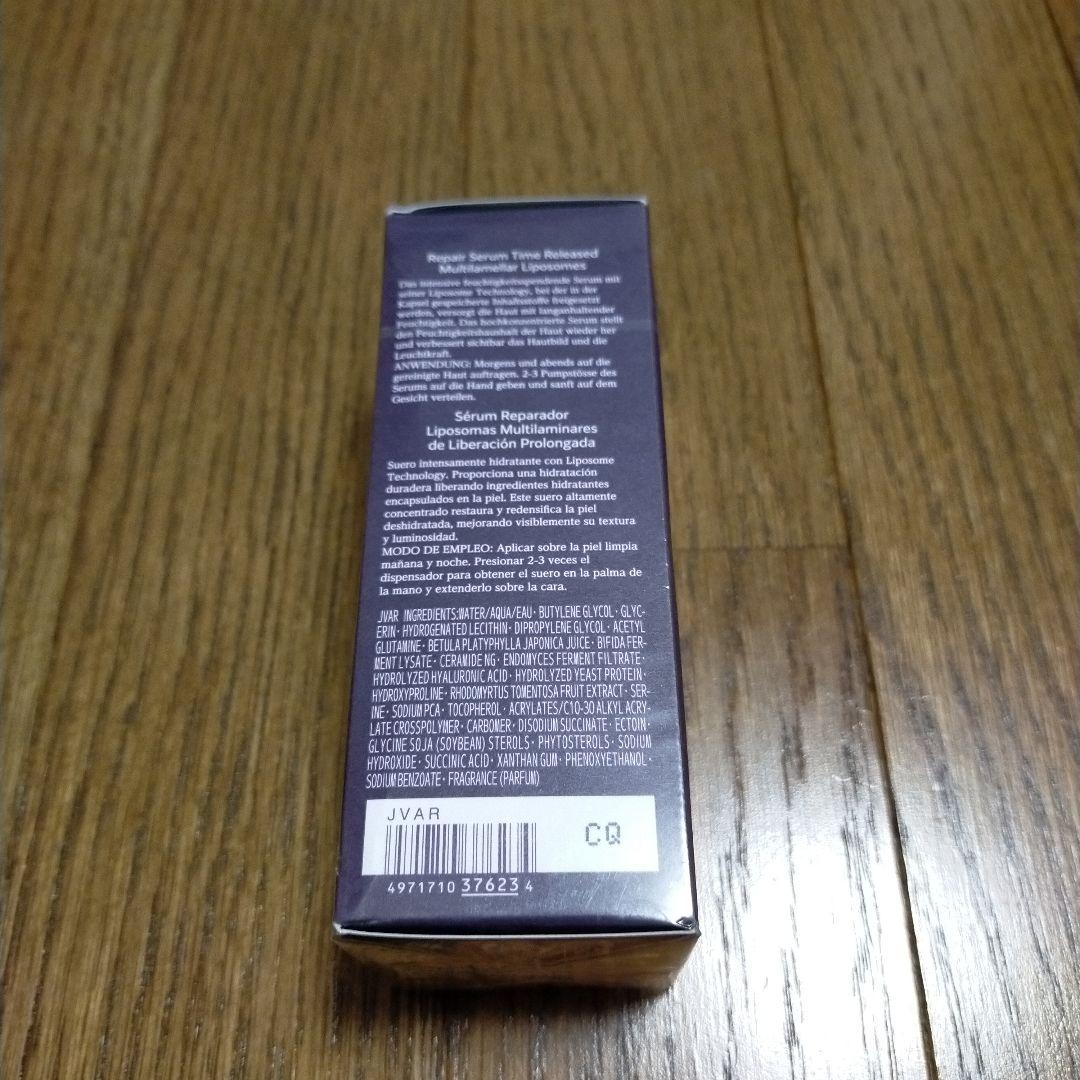 Repair Serum Time Released
Multilamellar Liposomes
Das intensive feuchtigkeitsspendende Serum mit
seiner Liposome Technology, bei der in der
Kapsel gespeicherte Inhaltsstoffe freigesetzt
werden, versorgt die Haut mit langanhaltender
Feuchtigkeit. Das hochkonzentrierte Serum stellt
den Feuchtigkeitshaushalt der Haut wieder her
und verbessert sichtbar das Hautbild und die
Leuchtkraft.
ANWENDUNG: Morgens und abends auf die
gereinigte Haut auftragen. 2-3 Pumpstösse des
Serums auf die Hand geben und sanft auf dem
Gesicht verteilen.
Sérum Reparador
Liposomas Multilaminares
de Liberación Prolongada
Suero intensamente hidratante con Liposome
Technology. Proporciona una hidratación
duradera liberando ingredientes hidratantes
encapsulados en la piel. Este suero altamente
concentrado restaura y redensifica la piel
deshidratada, mejorando visiblemente su textura
y luminosidad.
MODO DE EMPLEO: Aplicar sobre la piel limpia
mañana y noche. Presionar 2-3 veces el
dispensador para obtener el suero en la palma de
la mano y extenderlo sobre la cara.
JVAR INGREDIENTS:WATER/AQUA/EAU· BUTYLENE GLYCOL · GLYC-
ERIN · HYDROGENATED LECITHIN · DIPROPYLENE GLYCOL · ACETYL
GLUTAMINE · BETULA PLATYPHYLLA JAPONICA JUICE · BIFIDA FER-
MENT LYSATE · CERAMIDE NG · ENDOMYCES FERMENT FILTRATE ·
HYDROLYZED HYALURONIC ACID · HYDROLYZED YEAST PROTEIN ·
HYDROXYPROLINE · RHODOMYRTUS TOMENTOSA FRUIT EXTRACT · SER-
INE · SODIUM PCA · TOCOPHEROL · ACRYLATES/C10-30 ALKYL ACRY-
LATE CROSSPOLYMER · CARBOMER · DISODIUM SUCCINATE · ECTOIN ·
GLYCINE SOJA (SOYBEAN) STEROLS · PHYTOSTEROLS · SODIUM
HYDROXIDE · SUCCINIC ACID · XANTHAN GUM · PHENOXYETHANOL ·
SODIUM BENZOATE · FRAGRANCE (PARFUM)
JVAR
CQ
4971710 37623 4